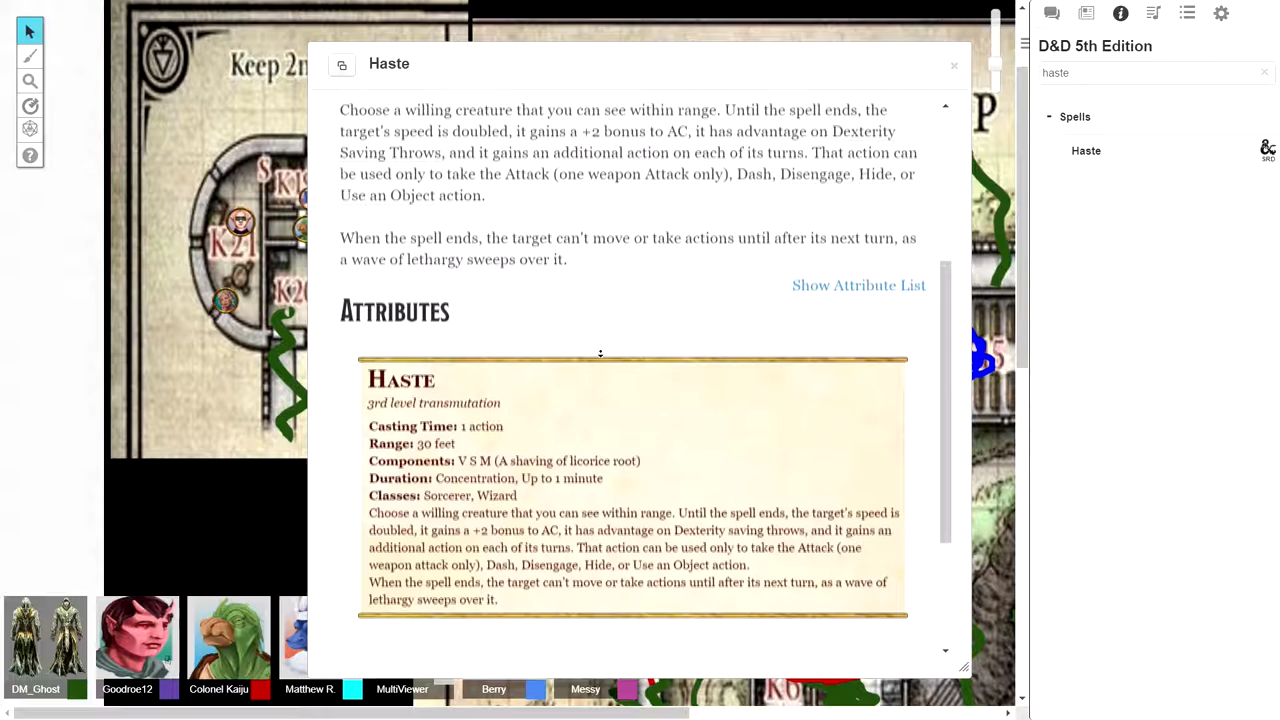 Keep 2n
Haste
D&D 5th Edition
haste
Spells
Haste
SRD
Choose a willing creature that you can see within range. Until the spell ends, the
target's speed is doubled, it gains a +2 bonus to AC, it has advantage on Dexterity
Saving Throws, and it gains an additional action on each of its turns. That action can
be used only to take the Attack (one weapon Attack only), Dash, Disengage, Hide, or
Use an Object action.
When the spell ends, the target can't move or take actions until after its next turn, as
a wave of lethargy sweeps over it.
Show Attribute List
ATTRIBUTES
HASTE
3rd level transmutation
Casting Time: 1 action
Range: 30 feet
Components: V S M (A shaving of licorice root)
Duration: Concentration, Up to 1 minute
Classes: Sorcerer, Wizard
Choose a willing creature that you can see within range. Until the spell ends, the target's speed is
doubled, it gains a +2 bonus to AC, it has advantage on Dexterity saving throws, and it gains an
additional action on each of its turns. That action can be used only to take the Attack (one
weapon attack only), Dash, Disengage, Hide, or Use an Object action.
When the spell ends, the target can't move or take actions until after its next turn, as a wave of
lethargy sweeps over it.
S
K21
K20
p
5
K6
DM_Ghost
Goodroe12
Colonel Kaiju
Matthew R.
MultiViewer
Berry
Messy